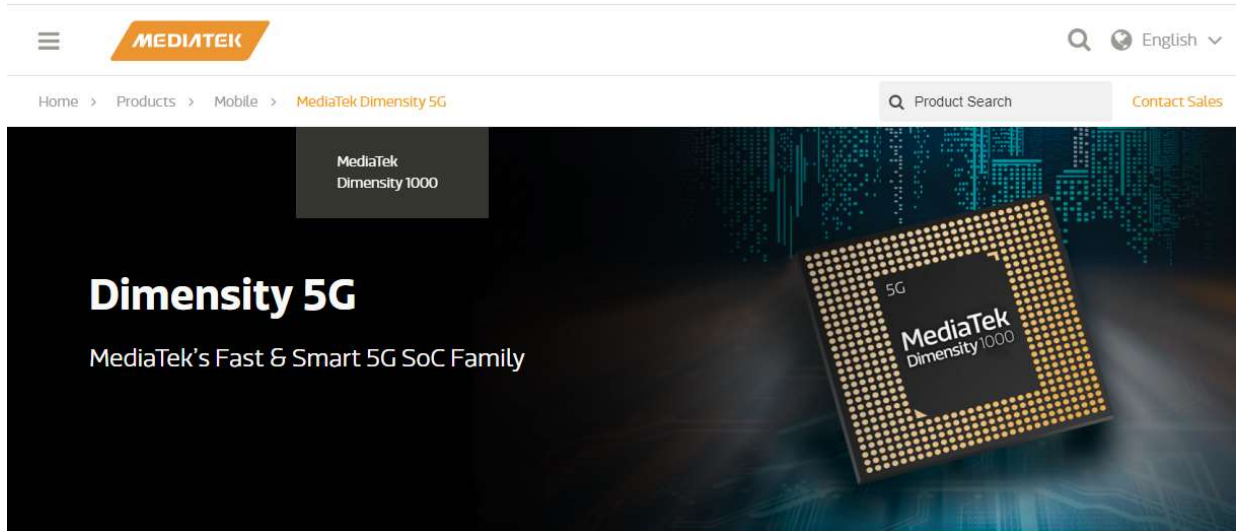 MEDIATEK
English
Home > Products > Mobile > MediaTek Dimensity 5G
Product Search
Contact Sales
MediaTek
Dimensity 1000
Dimensity 5G
MediaTek's Fast & Smart 5G SoC Family
5G
MediaTek
Dimensity 1000